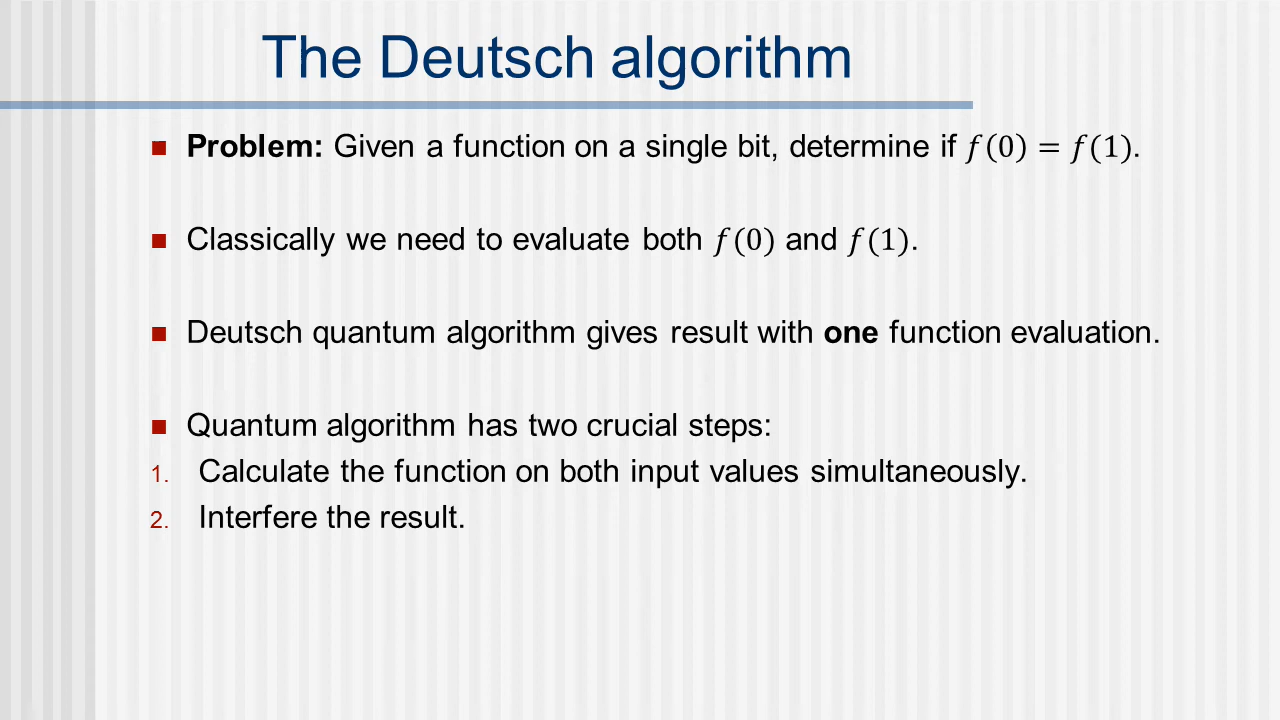 The Deutsch algorithm
■ Problem: Given a function on a single bit, determine if 𝑓(0) = 𝑓(1).
■ Classically we need to evaluate both 𝑓(0) and 𝑓(1).
■ Deutsch quantum algorithm gives result with one function evaluation.
■ Quantum algorithm has two crucial steps:
1. Calculate the function on both input values simultaneously.
2. Interfere the result.